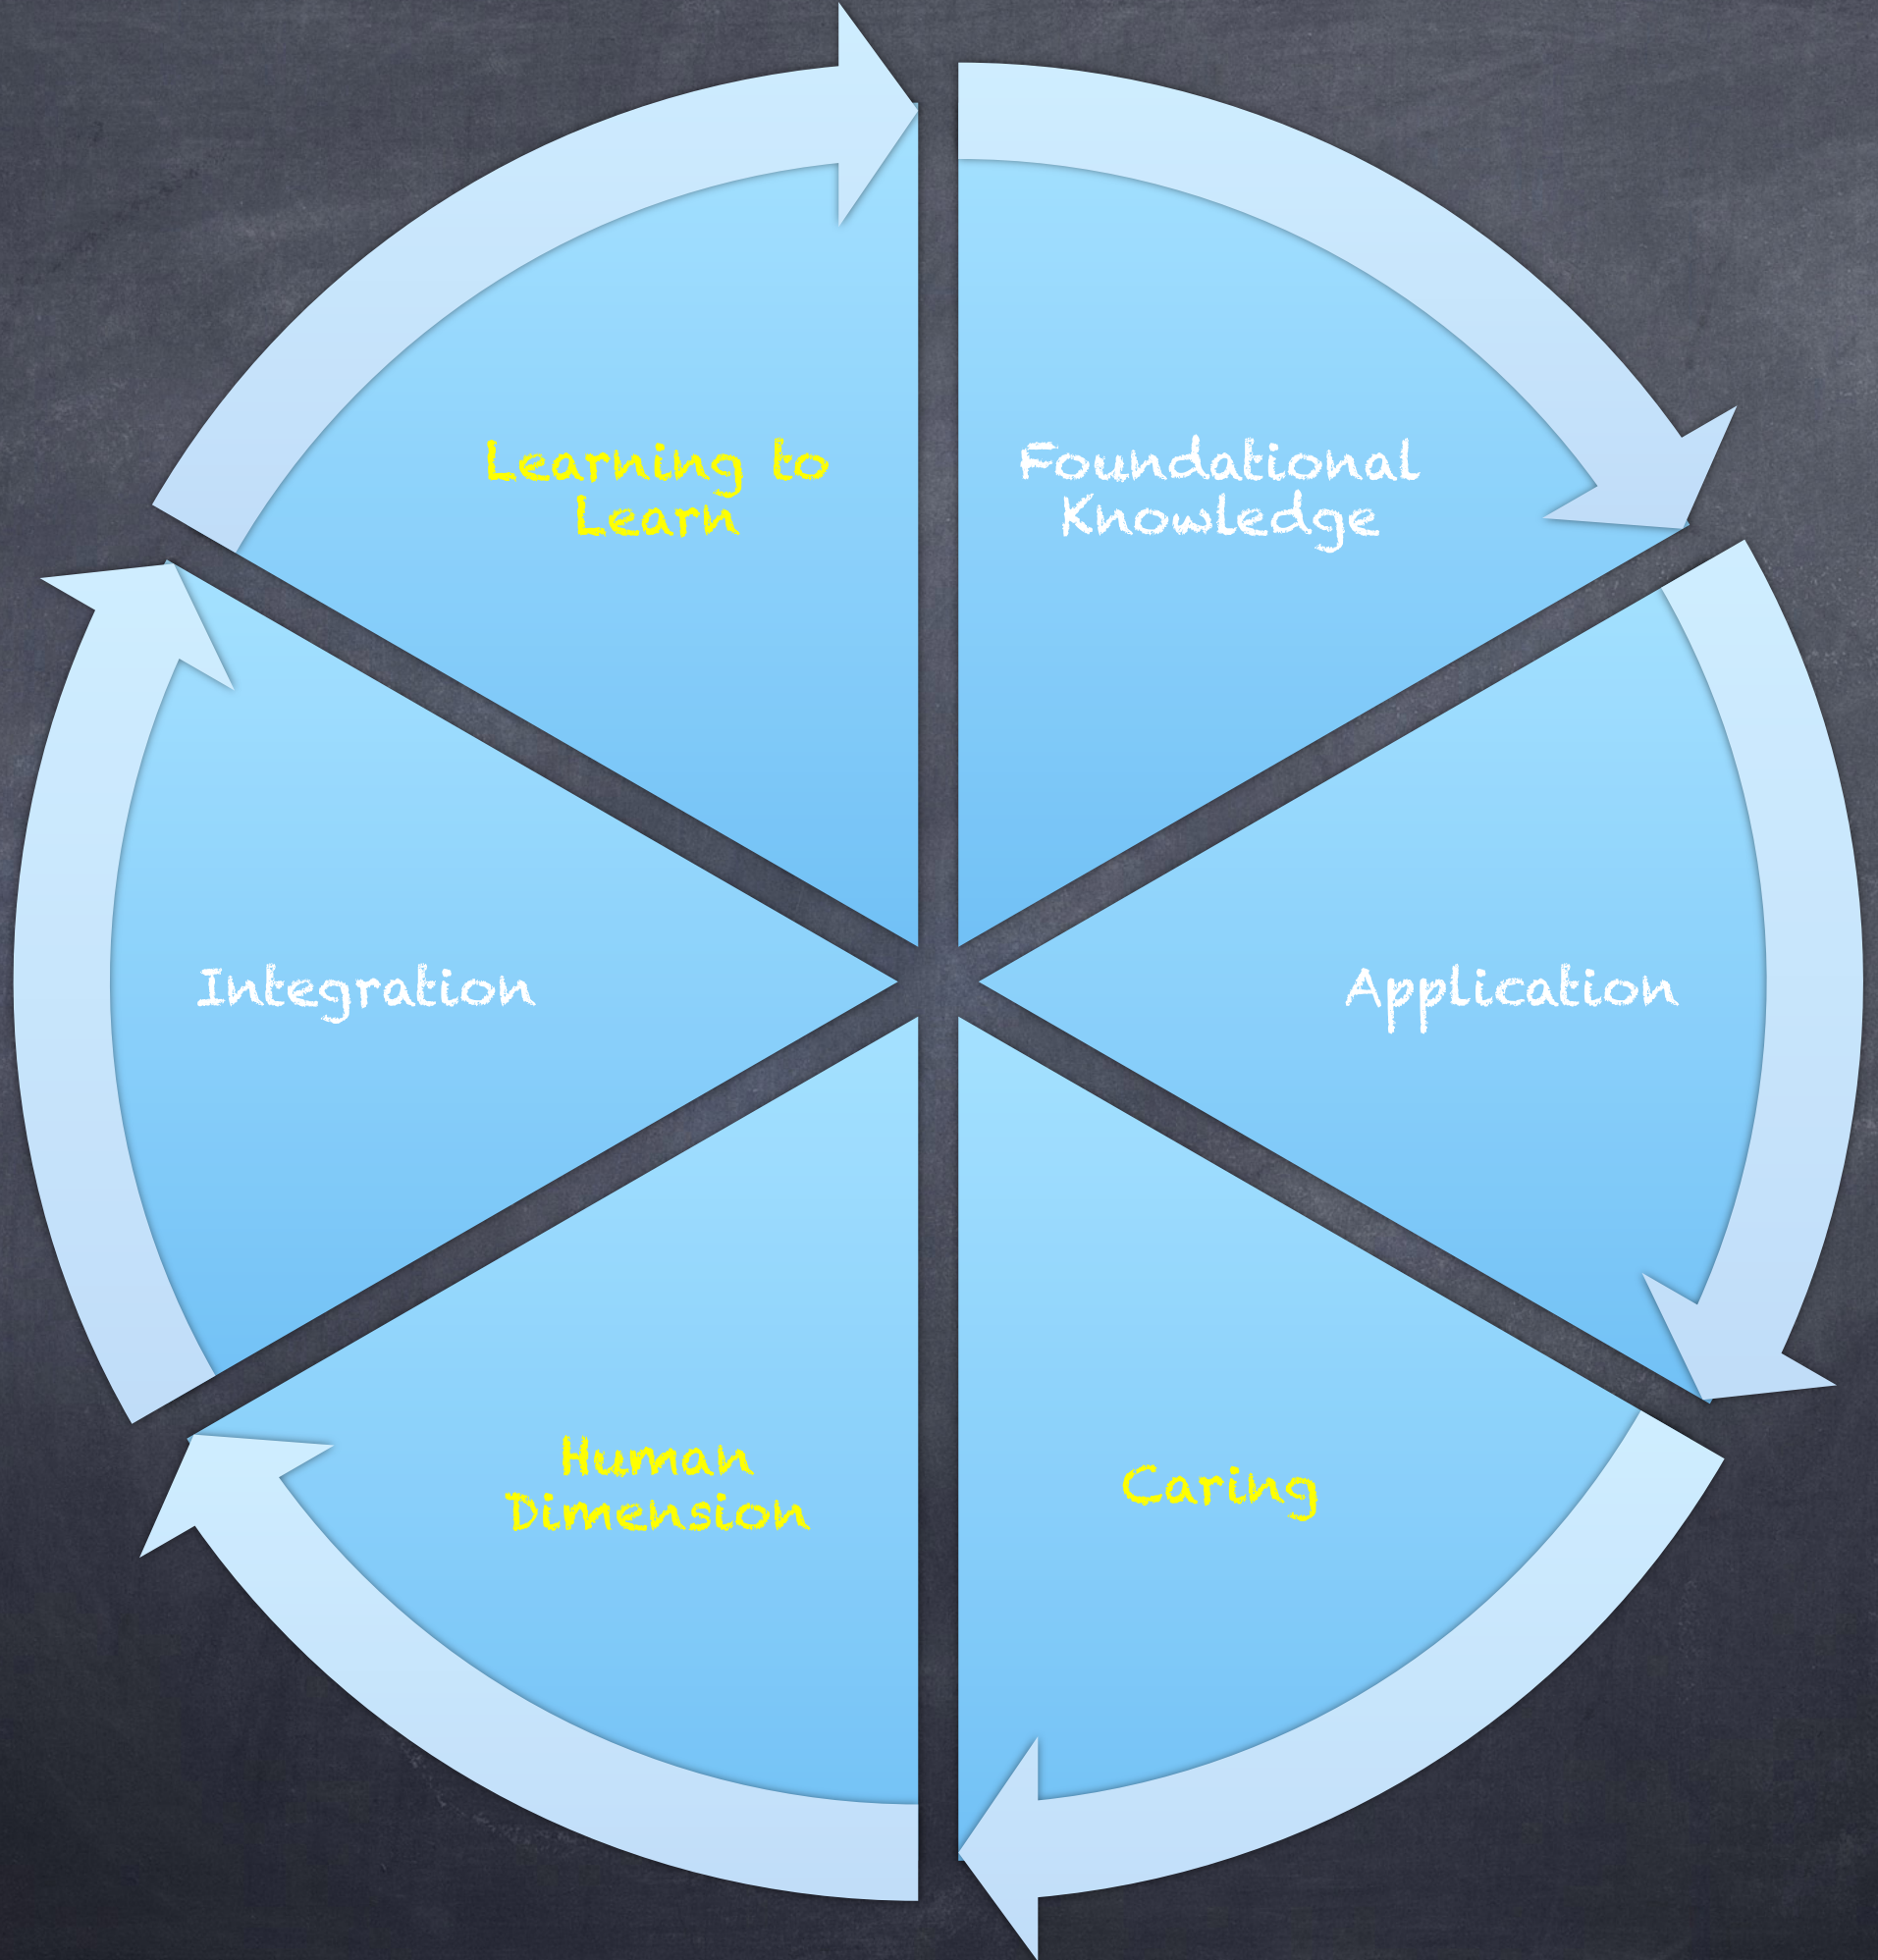 Learning to
Learn
Foundational
Knowledge
Integration
Application
Human
Dimension
Caring